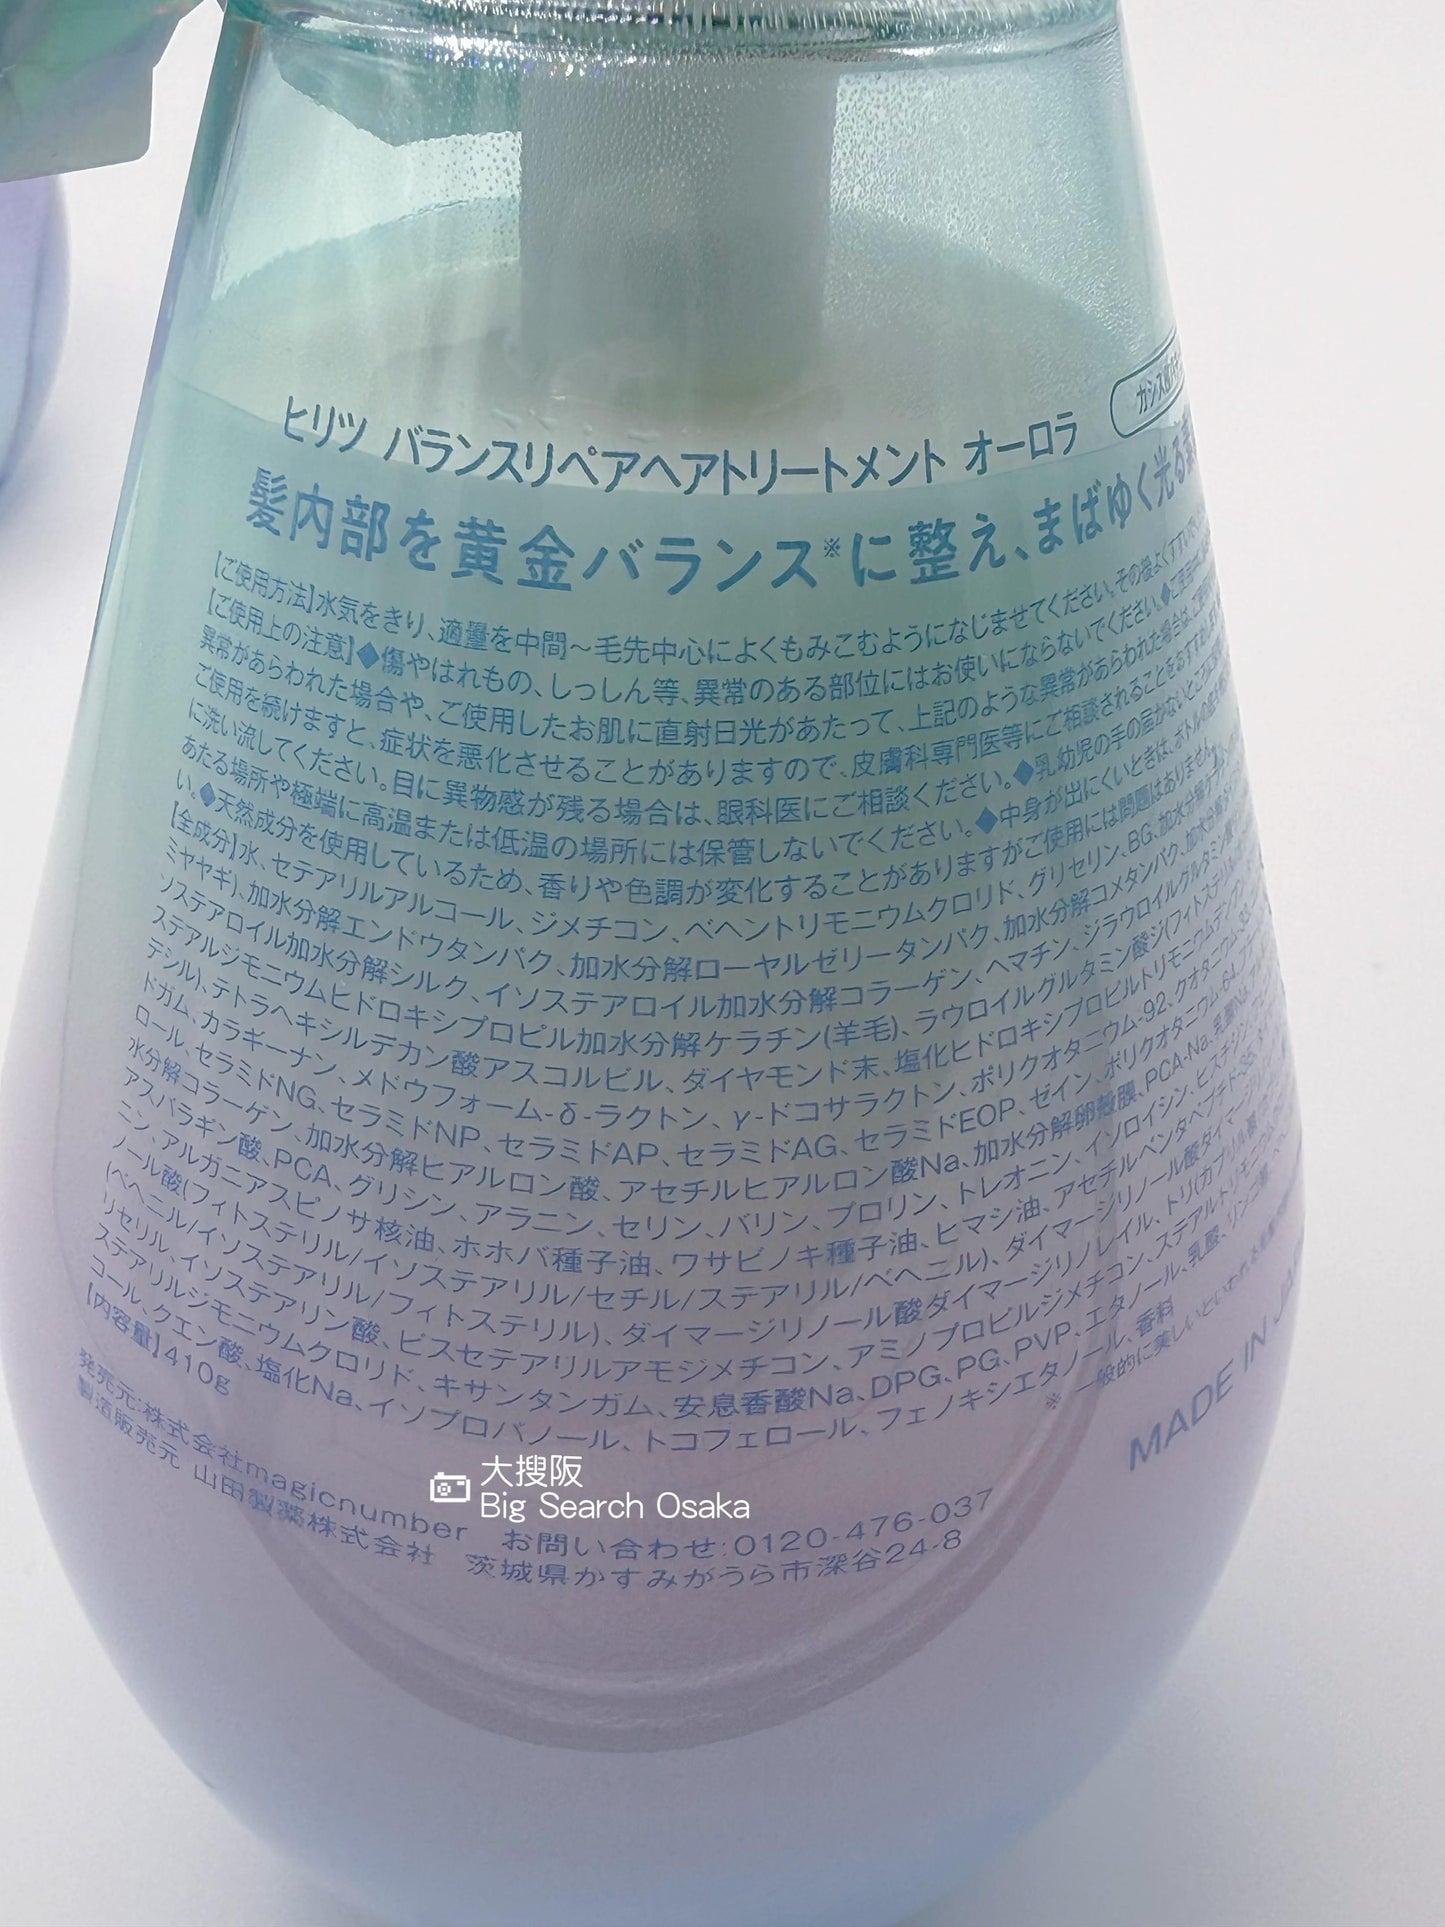 カシス
ヒリツ バランスリペアヘアトリートメント オーロラ
髪内部を黄金バランス※に整え、まばゆく光る
【ご使用方法】水気をきり、適量を中間～毛先中心によくもみこむようになじませてください。その後よくすすいで
【ご使用上の注意】◆傷やはれもの、しっしん等、異常のある部位にはお使いにならないでください。◆ご使用中に
異常があらわれた場合や、ご使用したお肌に直射日光があたって、上記のような異常があらわれた場合は、
ご使用を続けますと、症状を悪化させることがありますので、皮膚科専門医等にご相談されることをおすすめします
に洗い流してください。目に異物感が残る場合は、眼科医にご相談ください。◆乳幼児の手の届かないところに
あたる場所や極端に高温または低温の場所には保管しないでください。◆中身が出にくいときは、ボトルの
い。◆天然成分を使用しているため、香りや色調が変化することがありますがご使用には問題はありません。
【全成分】水、セテアリルアルコール、ジメチコン、ベヘントリモニウムクロリド、グリセリン、BG、加水分解ケラチン
ミヤヤギ)、加水分解エンドウタンパク、加水分解ローヤルゼリータンパク、加水分解コメタンパク、加水分解
ソステアロイル加水分解シルク、イソステアロイル加水分解コラーゲン、ヘマチン、ジラウロイルグルタミン酸
ステアルジモニウムヒドロキシプロピル加水分解ケラチン(羊毛)、ラウロイルグルタミン酸ジ(フィトステリル
デシル)、テトラヘキシルデカン酸アスコルビル、ダイヤモンド末、塩化ヒドロキシプロピルトリモニウムデンプン
ドガム、カラギーナン、メドウフォーム-δ-ラクトン、γ-ドコサラクトン、ポリクオタニウム-92、クオタニウム-33
ロール、セラミドNG、セラミドNP、セラミドAP、セラミドAG、セラミドEOP、ゼイン、ポリクオタニウム-64
水分解コラーゲン、加水分解ヒアルロン酸、アセチルヒアルロン酸Na、加水分解卵殻膜、PCA-Na、乳酸Na
アスパラギン酸、PCA、グリシン、アラニン、セリン、バリン、プロリン、トレオニン、イソロイシン、ヒスチジン
ニン、アルガニアスピノサ核油、ホホバ種子油、ワサビノキ種子油、ヒマシ油、アセチルペンタペプチド-55
ノール酸(フィトステリル/イソステアリル/セチル/ステアリル/ベヘニル)、ダイマージリノール酸ダイマージリノ
(ベヘニル/イソステアリル/フィトステリル)、ダイマージリノール酸ダイマージリノレイル、トリ(カプリル
リセリル、イソステアリン酸、ビスセテアリルアモジメチコン、アミノプロピルジメチコン、ステアルトリモニウム
ステアリルジモニウムクロリド、キサンタンガム、安息香酸Na、DPG、PG、PVP、エタノール、乳酸、リンゴ酸
コール、クエン酸、塩化Na、イソプロパノール、トコフェロール、フェノキシエタノール、香料
【内容量】410g
※ 一般的に美しいといわれる
MADE IN JA
発売元:株式会社magicnumber お問い合わせ:0120-476-037
製造販売元 山田製薬株式会社 茨城県かすみがうら市深谷24-8
大搜阪
Big Search Osaka